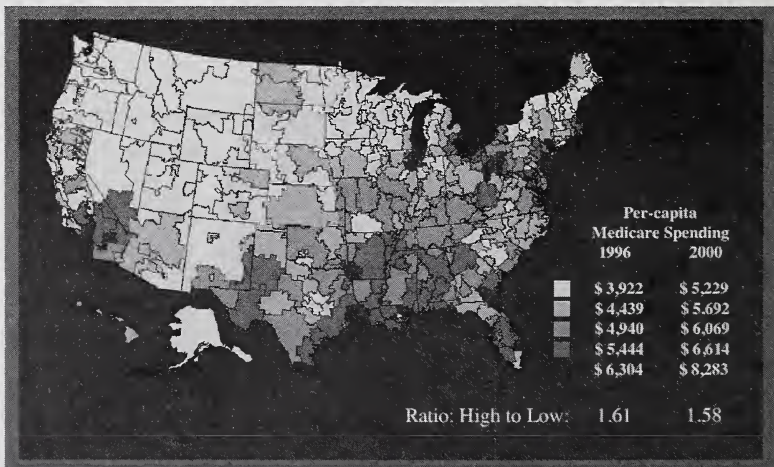 Per-capita
Medicare Spending
1996 2000
$ 3,922 $ 5,229
$ 4,439 $ 5.692
$ 4,940 $ 6,069
$ 5,444 $ 6,614
$ 6,304 $ 8,283
Ratio: High to Low: 1.61 1.58